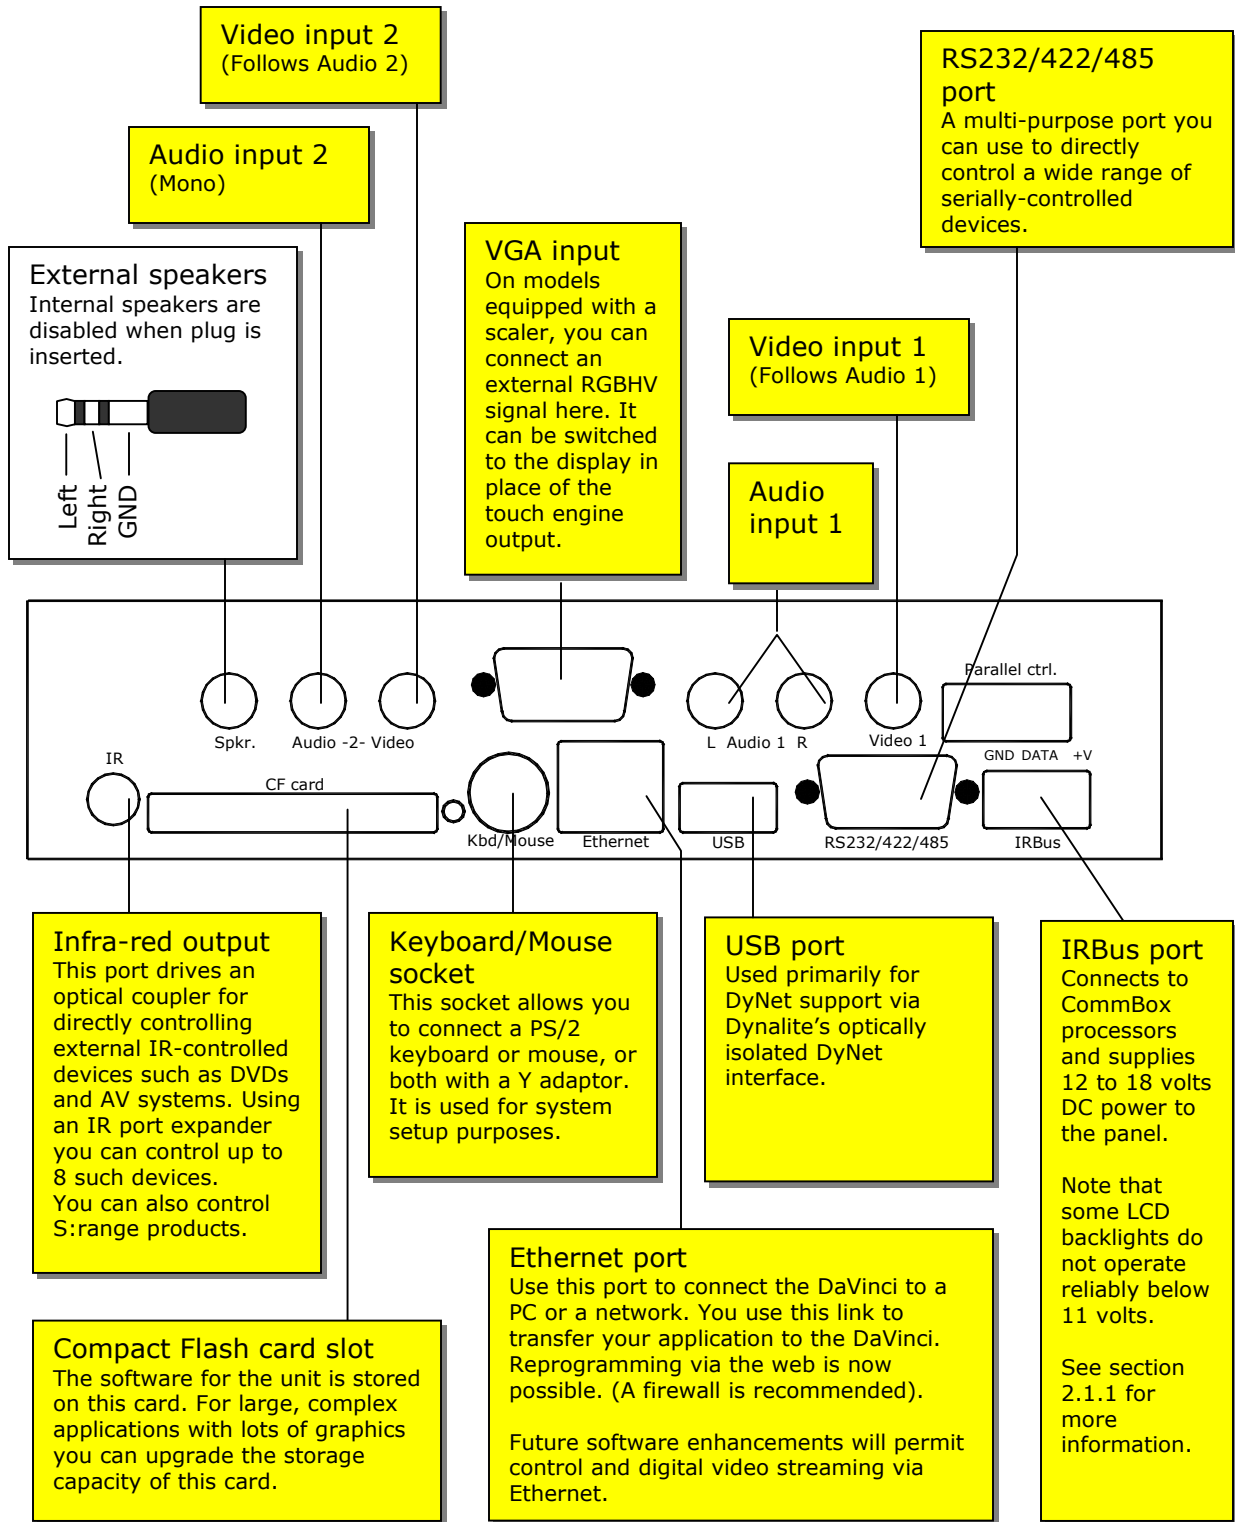 Video input 2
(Follows Audio 2)
Audio input 2
(Mono)
External speakers
Internal speakers are
disabled when plug is
inserted.
Left
Right
GND
VGA input
On models
equipped with a
scaler, you can
connect an
external RGBHV
signal here. It
can be switched
to the display in
place of the
touch engine
output.
RS232/422/485
port
A multi-purpose port you
can use to directly
control a wide range of
serially-controlled
devices.
Video input 1
(Follows Audio 1)
Audio
input 1
Parallel ctrl.
Spkr.
Audio -2- Video
L Audio 1 R
Video 1
GND DATA +V
IR
CF card
Kbd/Mouse
Ethernet
USB
RS232/422/485
IRBus
Infra-red output
This port drives an
optical coupler for
directly controlling
external IR-controlled
devices such as DVDs
and AV systems. Using
an IR port expander
you can control up to
8 such devices.
You can also control
S:range products.
Keyboard/Mouse
socket
This socket allows you
to connect a PS/2
keyboard or mouse, or
both with a Y adaptor.
It is used for system
setup purposes.
USB port
Used primarily for
DyNet support via
Dynalite's optically
isolated DyNet
interface.
IRBus port
Connects to
CommBox
processors
and supplies
12 to 18 volts
DC power to
the panel.
Note that
some LCD
backlights do
not operate
reliably below
11 volts.
See section
2.1.1 for
more
information.
Compact Flash card slot
The software for the unit is stored
on this card. For large, complex
applications with lots of graphics
you can upgrade the storage
capacity of this card.
Ethernet port
Use this port to connect the DaVinci to a
PC or a network. You use this link to
transfer your application to the DaVinci.
Reprogramming via the web is now
possible. (A firewall is recommended).
Future software enhancements will permit
control and digital video streaming via
Ethernet.